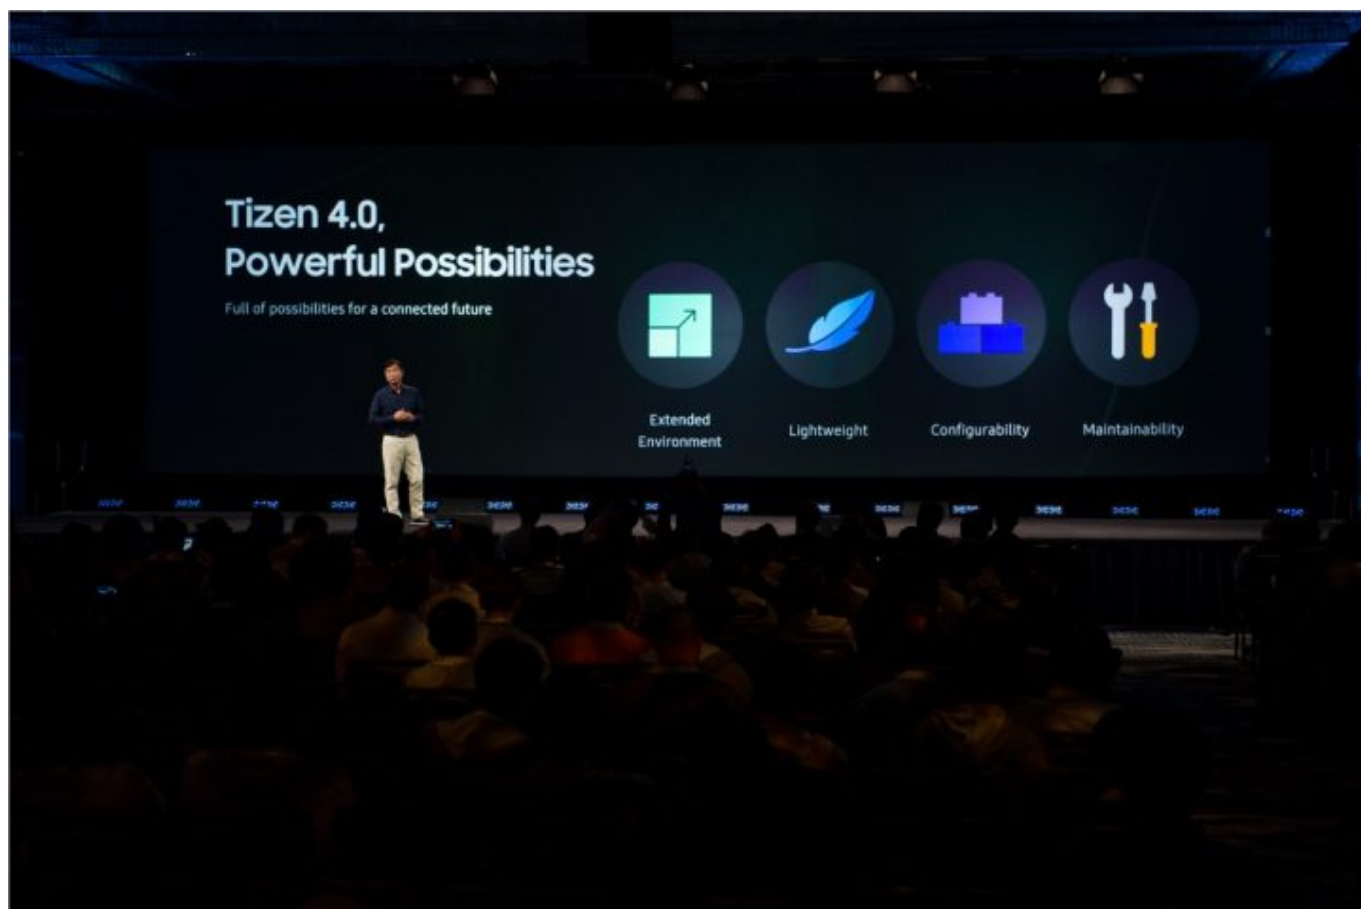 Tizen 4.0,
Powerful Possibilities
Full of possibilities for a connected future
Extended
Environment
Lightweight
Configurability
Maintainability